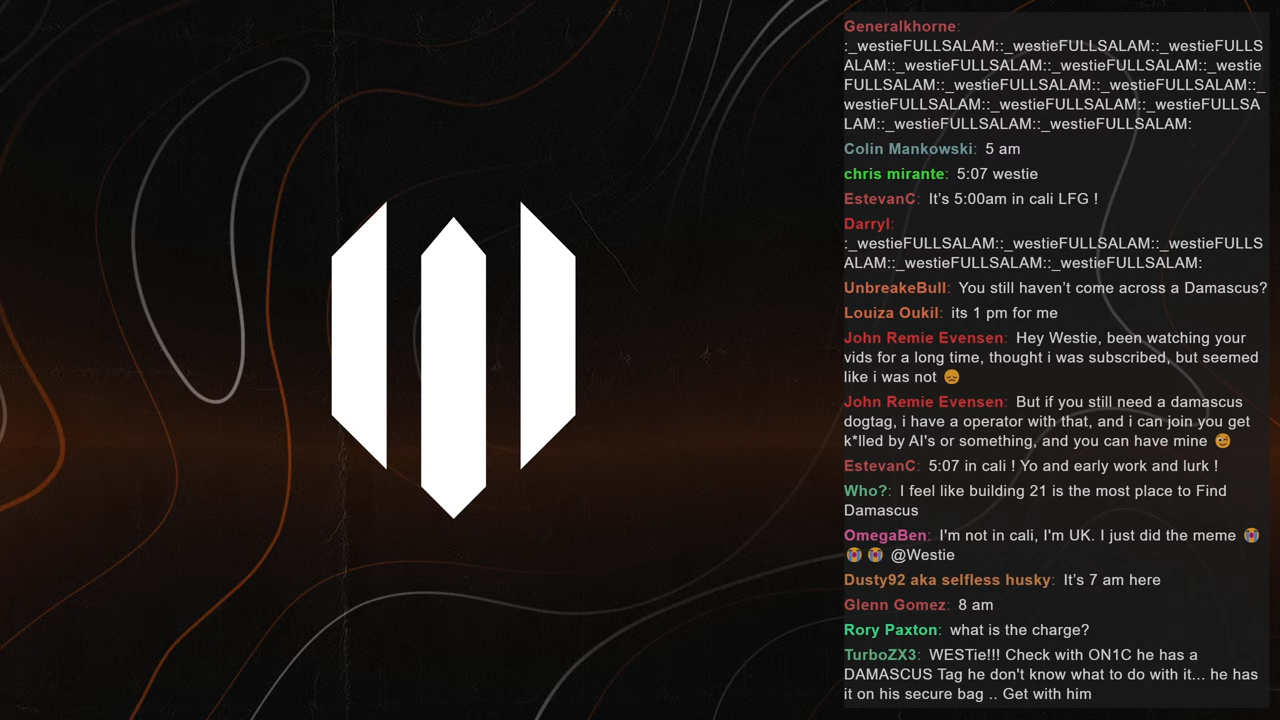 Generalkhorne:
:_westieFULLSALAM::_westieFULLSALAM::_westieFULLS
ALAM::_westieFULLSALAM::_westieFULLSALAM::_westie
FULLSALAM::_westieFULLSALAM::_westieFULLSALAM::_
westieFULLSALAM::_westieFULLSALAM::_westieFULLSA
LAM::_westieFULLSALAM::_westieFULLSALAM:
Colin Mankowski: 5 am
chris mirante: 5:07 westie
EstevanC: It’s 5:00am in cali LFG !
Darryl:
:_westieFULLSALAM::_westieFULLSALAM::_westieFULLS
ALAM::_westieFULLSALAM::_westieFULLSALAM:
UnbreakeBull: You still haven’t come across a Damascus?
Louiza Oukil: its 1 pm for me
John Remie Evensen: Hey Westie, been watching your
vids for a long time, thought i was subscribed, but seemed
like i was not 😞
John Remie Evensen: But if you still need a damascus
dogtag, i have a operator with that, and i can join you get
k*lled by AI's or something, and you can have mine 😉
EstevanC: 5:07 in cali ! Yo and early work and lurk !
Who?: I feel like building 21 is the most place to Find
Damascus
OmegaBen: I'm not in cali, I'm UK. I just did the meme 😭
😭 😭 @Westie
Dusty92 aka selfless husky: It’s 7 am here
Glenn Gomez: 8 am
Rory Paxton: what is the charge?
TurboZX3: WESTie!!! Check with ON1C he has a
DAMASCUS Tag he don't know what to do with it... he has
it on his secure bag .. Get with him